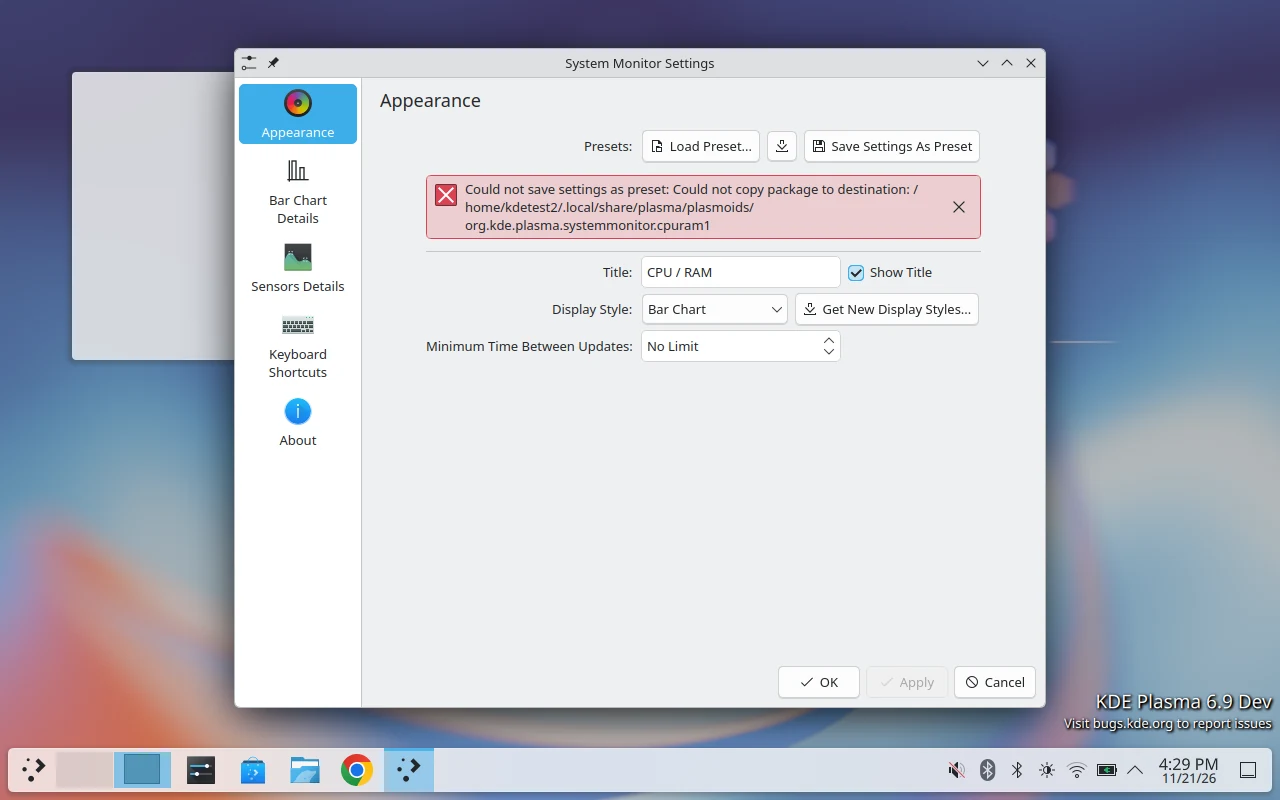 System Monitor Settings
Appearance
Bar Chart
Details
Sensors Details
Keyboard
Shortcuts
About
Appearance
Presets:
Load Preset...
Save Settings As Preset
Could not save settings as preset: Could not copy package to destination: /
home/kdetest2/.local/share/plasma/plasmoids/
org.kde.plasma.systemmonitor.cpuram1
Title:
CPU / RAM
Show Title
Display Style:
Bar Chart
Get New Display Styles...
Minimum Time Between Updates:
No Limit
OK
Apply
Cancel
KDE Plasma 6.9 Dev
Visit bugs.kde.org to report issues
4:29 PM
11/21/26